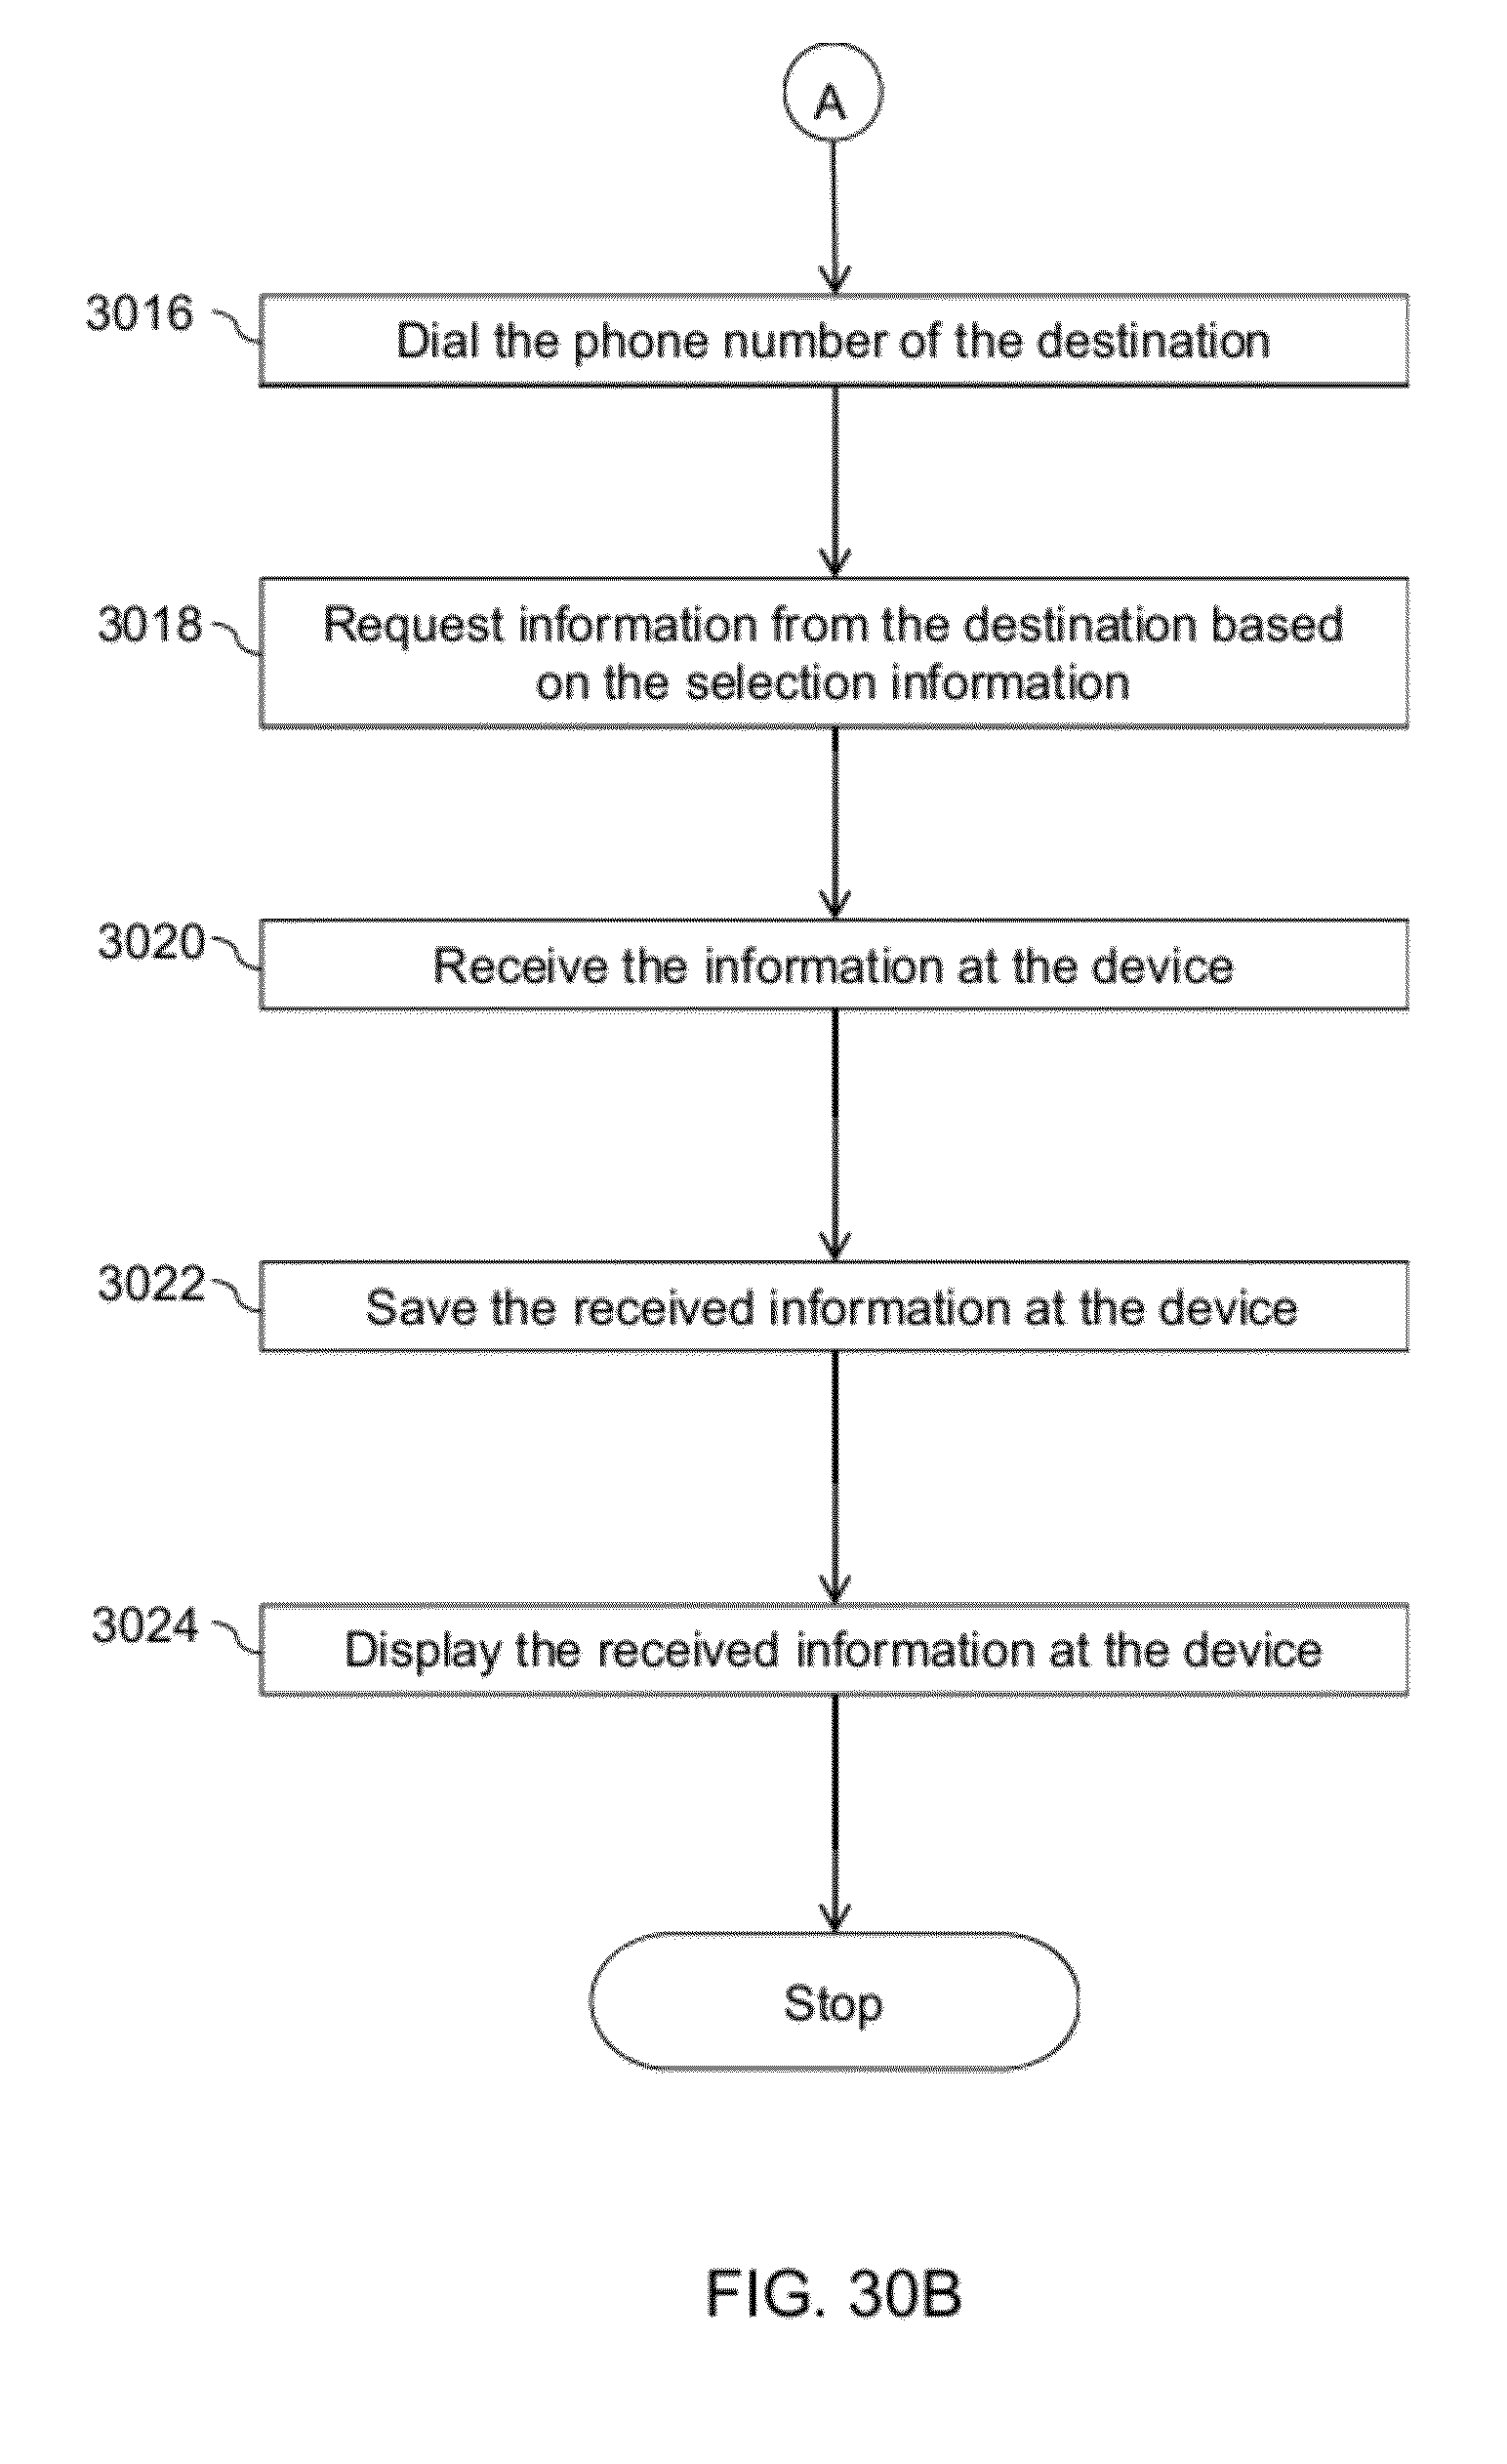 A
3016
Dial the phone number of the destination
3018
Request information from the destination based
on the selection information
3020
Receive the information at the device
3022
Save the received information at the device
3024
Display the received information at the device
Stop
FIG. 30B